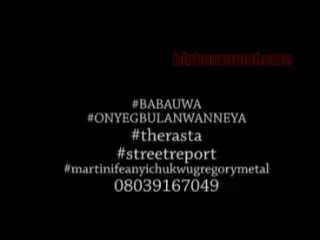 #BABAUWA
#ONYEGBULANWANNEYA
#therasta
#streetreport
#martinifeanyichukwugregorymetal
08039167049